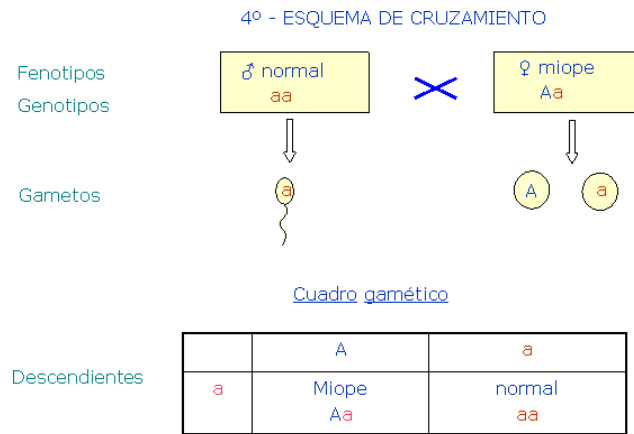 4º - ESQUEMA DE CRUZAMIENTO
Fenotipos
♂ normal
♀ miope
Genotipos
aa
Aa
Gametos
a
A
a
Cuadro gamético
A
a
Descendientes
a
Miope
normal
Aa
aa